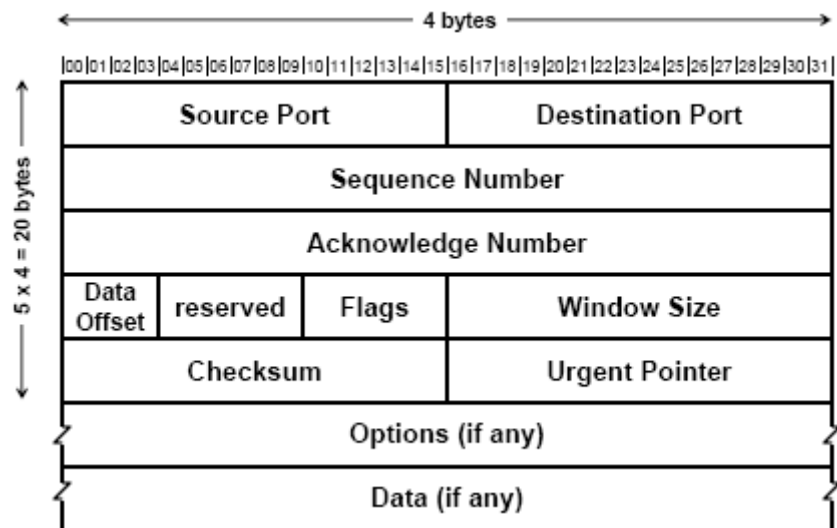 4 bytes
|00|01|02|03|04|05|06|07|08|09|10|11|12|13|14|15|16|17|18|19|20|21|22|23|24|25|26|27|28|29|30|31|
5 x 4 = 20 bytes
Source Port Destination Port
Sequence Number
Acknowledge Number
Data
Offset reserved Flags Window Size
Checksum Urgent Pointer
Options (if any)
Data (if any)